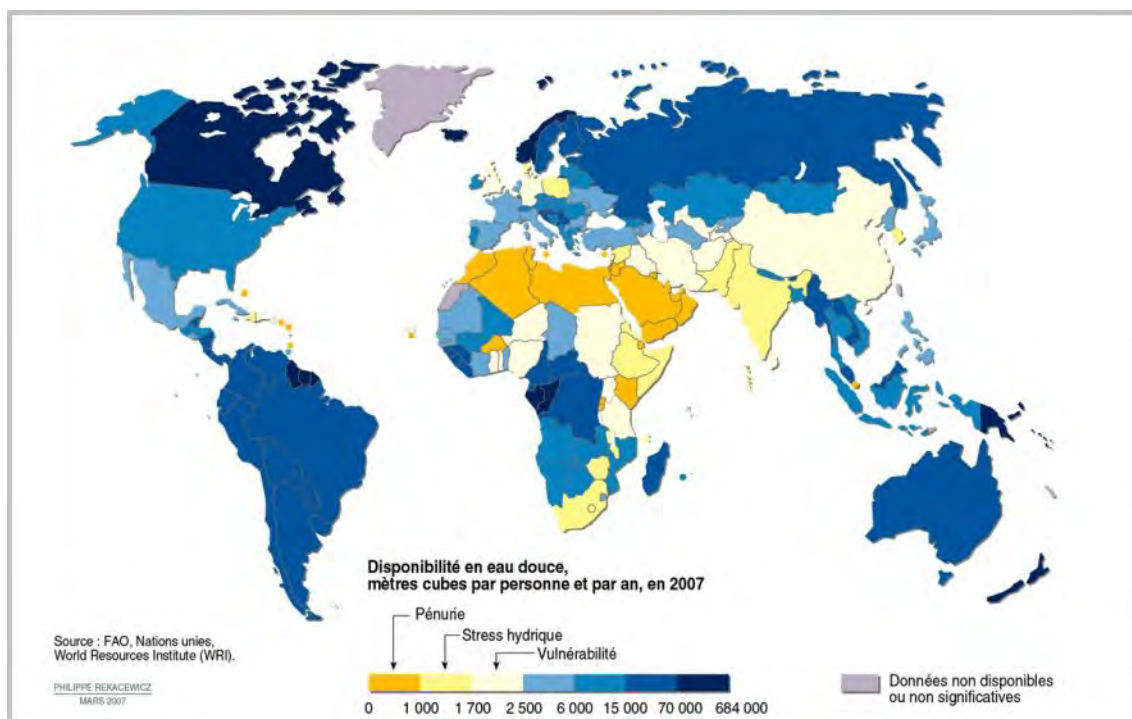 Disponibilité en eau douce,
mètres cubes par personne et par an, en 2007
Pénurie
Stress hydrique
Vulnérabilité
0 1 000 1 700 2 500 6 000 15 000 70 000 684 000
Données non disponibles
ou non significatives
Source : FAO, Nations unies,
World Resources Institute (WRI).
PHILIPPE REKACEWICZ
MARS 2007